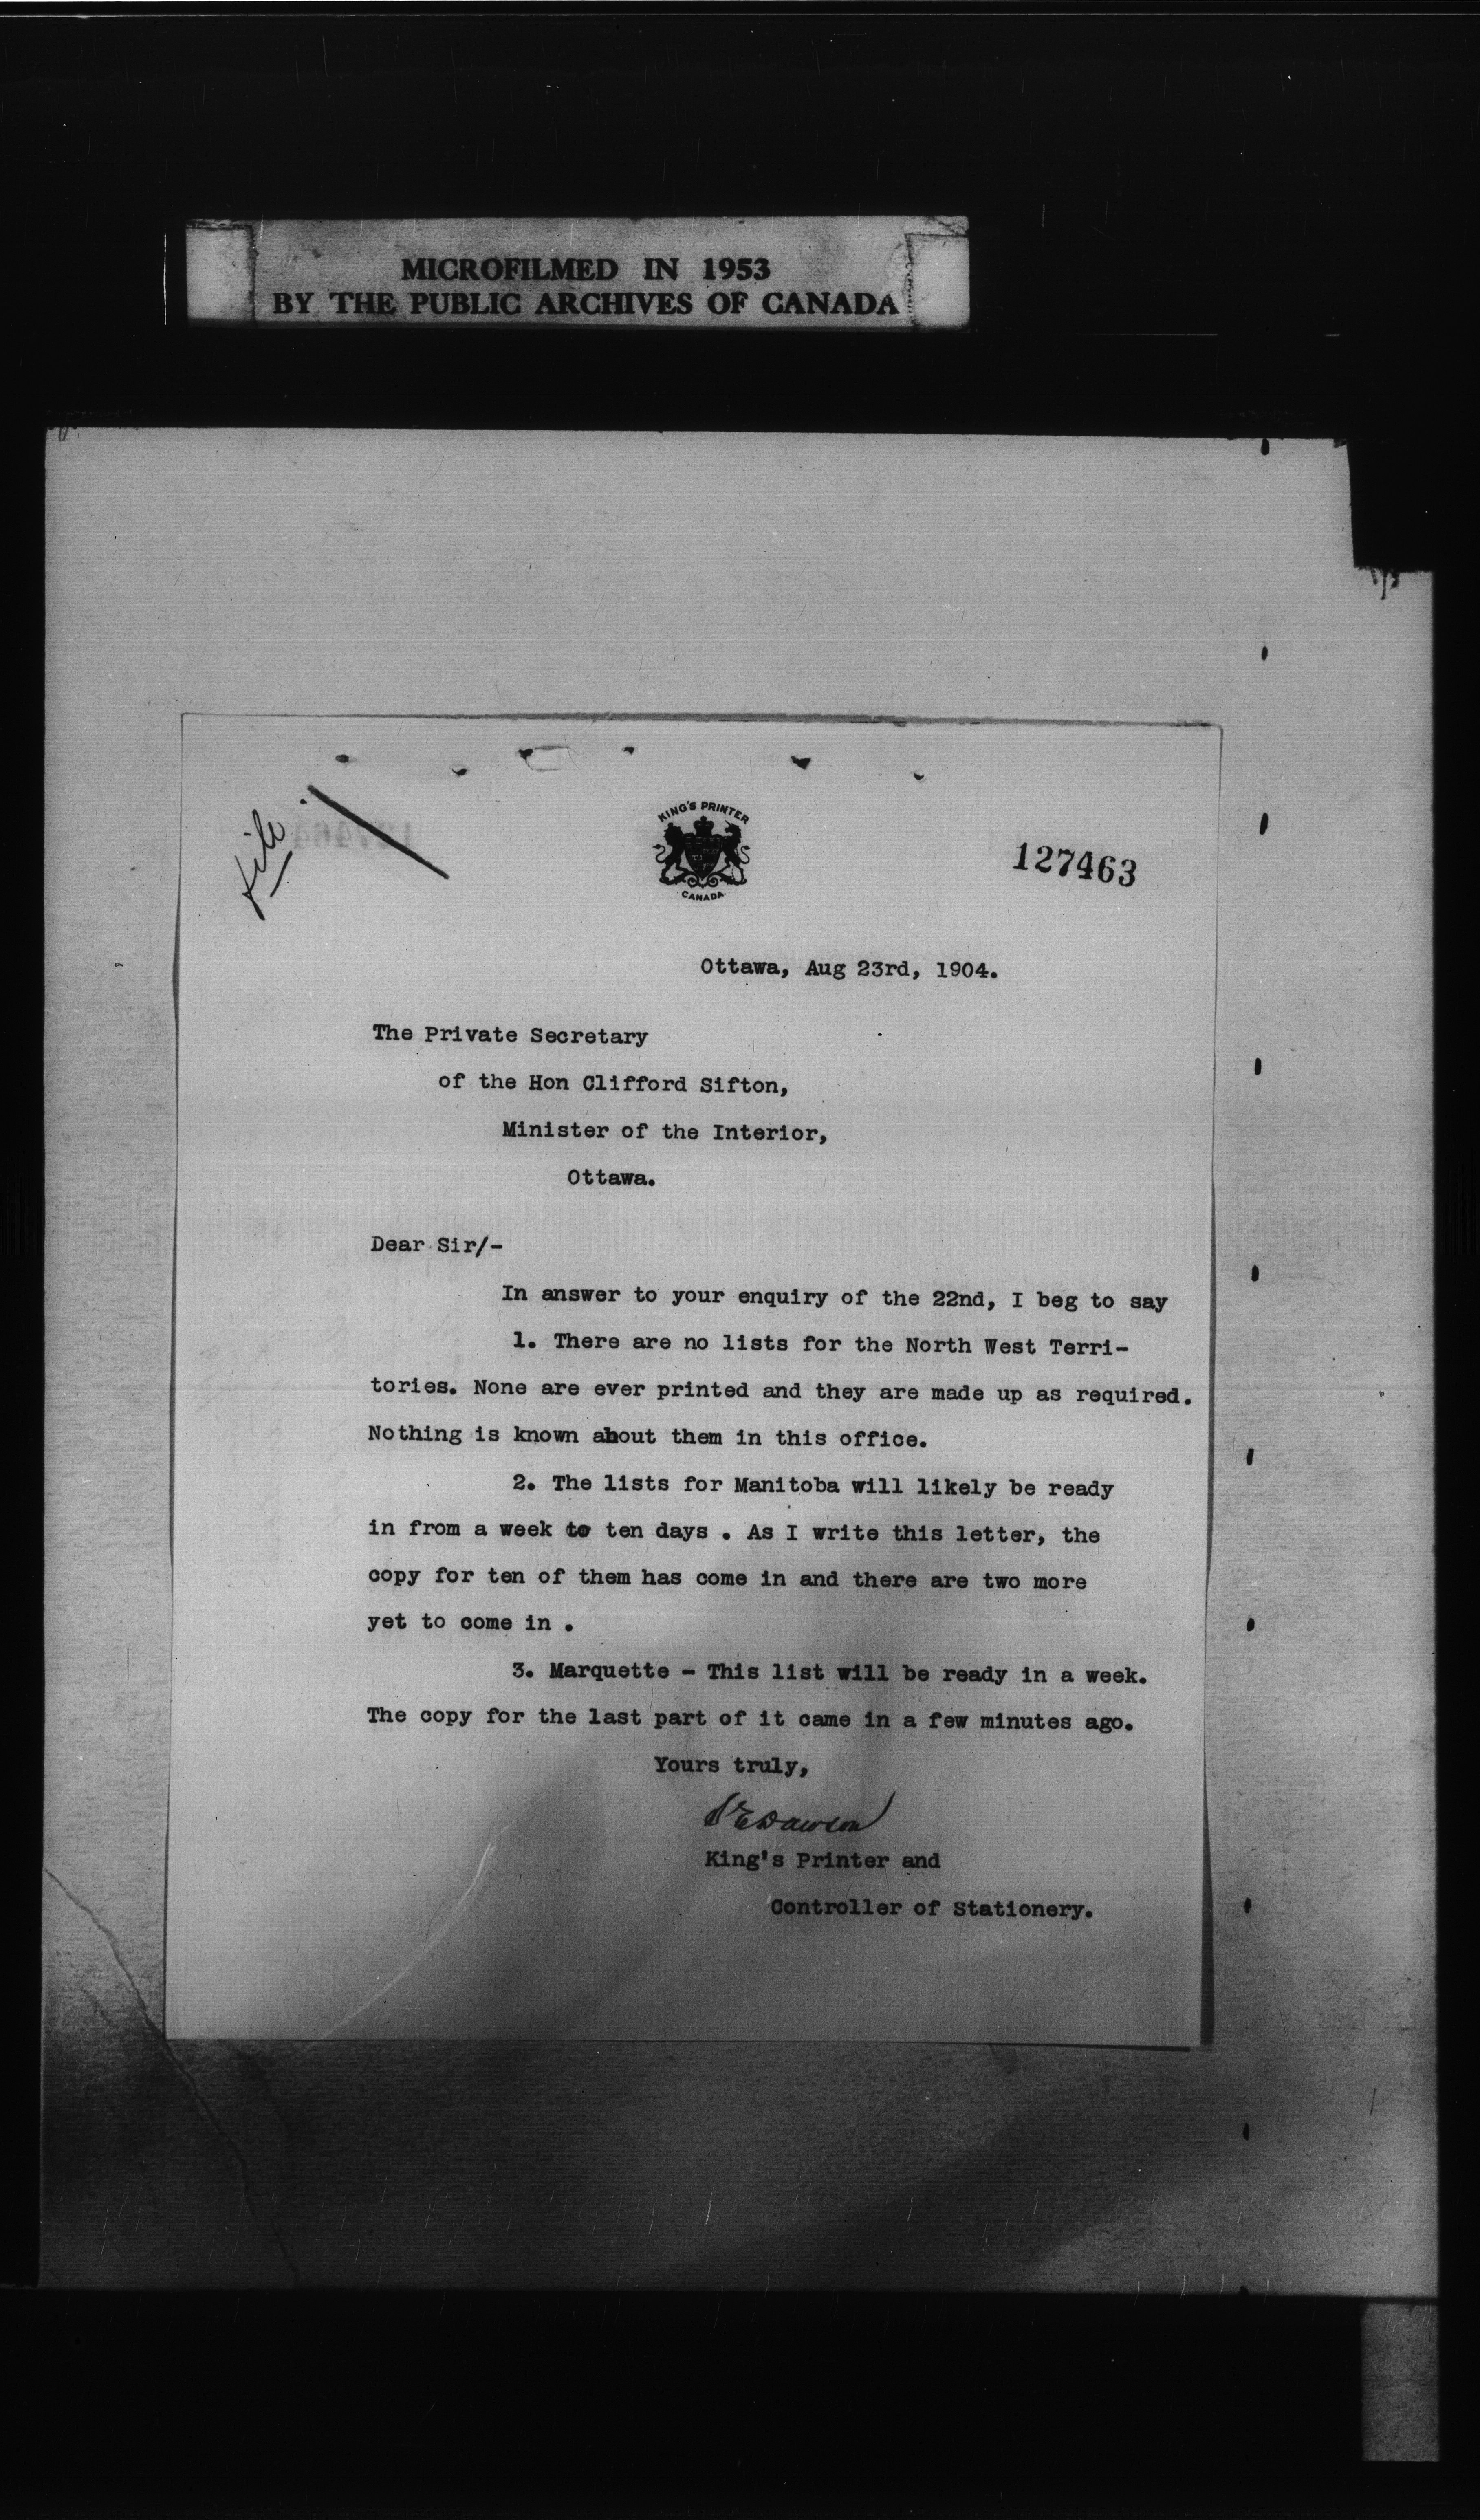 MICROFILMED IN 1953
BY THE PUBLIC ARCHIVES OF CANADA
File
KING'S PRINTER
CANADA
127463
Ottawa, Aug 23rd, 1904.
The Private Secretary
of the Hon Clifford Sifton,
Minister of the Interior,
Ottawa.
Dear Sir/-
In answer to your enquiry of the 22nd, I beg to say
1. There are no lists for the North West Terri-
tories. None are ever printed and they are made up as required.
Nothing is known about them in this office.
2. The lists for Manitoba will likely be ready
in from a week to ten days . As I write this letter, the
copy for ten of them has come in and there are two more
yet to come in .
3. Marquette - This list will be ready in a week.
The copy for the last part of it came in a few minutes ago.
Yours truly,
S E Dawson
King's Printer and
Controller of Stationery.